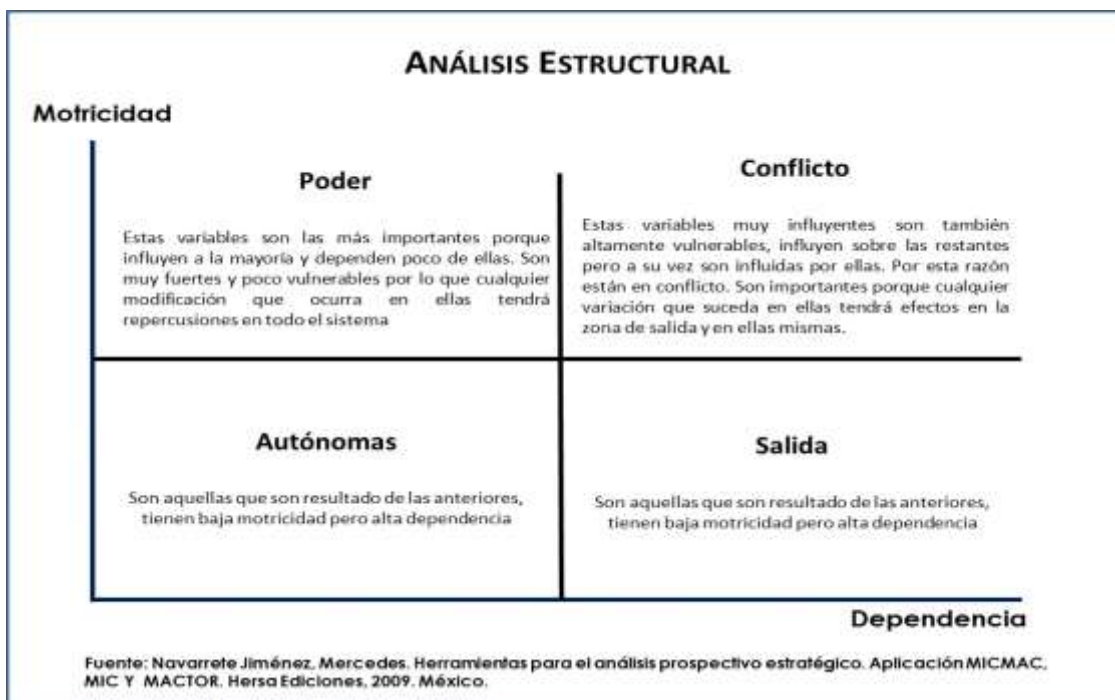 ANÁLISIS ESTRUCTURAL
Motricidad
Poder
Estas variables son las más importantes porque
influyen a la mayoría y dependen poco de ellas. Son
muy fuertes y poco vulnerables por lo que cualquier
modificación que ocurra en ellas tendrá
repercusiones en todo el sistema
Conflicto
Estas variables muy influyentes son también
altamente vulnerables, influyen sobre las restantes
pero a su vez son influidas por ellas. Por esta razón
están en conflicto. Son importantes porque cualquier
variación que suceda en ellas tendrá efectos en la
zona de salida y en ellas mismas.
Autónomas
Son aquellas que son resultado de las anteriores,
tienen baja motricidad pero alta dependencia
Salida
Son aquellas que son resultado de las anteriores,
tienen baja motricidad pero alta dependencia
Dependencia
Fuente: Navarrete Jiménez, Mercedes. Herramientas para el análisis prospectivo estratégico. Aplicación MICMAC,
MIC Y MACTOR. Hersa Ediciones, 2009. México.